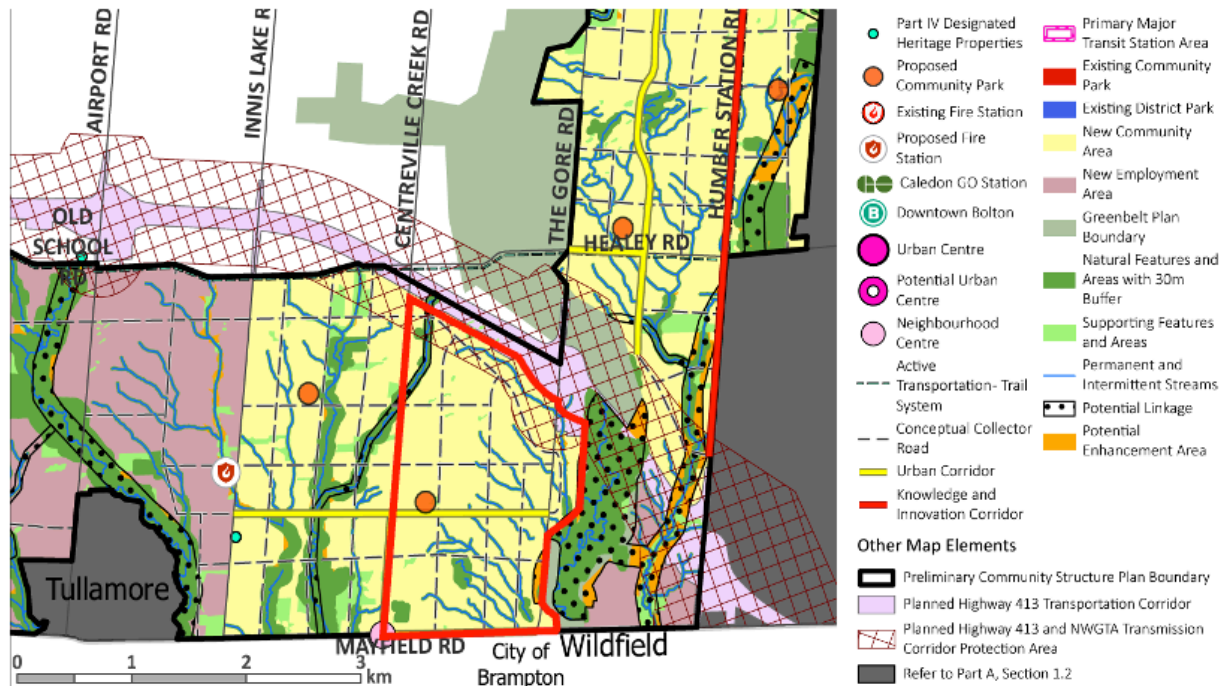 AIRPORT RD
INNIS LAKE R
CENTREVILLE CREEK RD
THE GORE RD
HUMBER STATION R
OLD
SCHOOL
RD
HEALEY RD
Tullamore
MAYFIELD RD
City of
Brampton
Wildfield
0 1 2 3
km
Part IV Designated
Heritage Properties
Proposed
Community Park
Existing Fire Station
Proposed Fire
Station
Caledon GO Station
B
Downtown Bolton
Urban Centre
Potential Urban
Centre
Neighbourhood
Centre
Active
Transportation- Trail
System
Conceptual Collector
Road
Urban Corridor
Knowledge and
Innovation Corridor
Primary Major
Transit Station Area
Existing Community
Park
Existing District Park
New Community
Area
New Employment
Area
Greenbelt Plan
Boundary
Natural Features and
Areas with 30m
Buffer
Supporting Features
and Areas
Permanent and
Intermittent Streams
Potential Linkage
Potential
Enhancement Area
Other Map Elements
Preliminary Community Structure Plan Boundary
Planned Highway 413 Transportation Corridor
Planned Highway 413 and NWGTA Transmission
Corridor Protection Area
Refer to Part A, Section 1.2